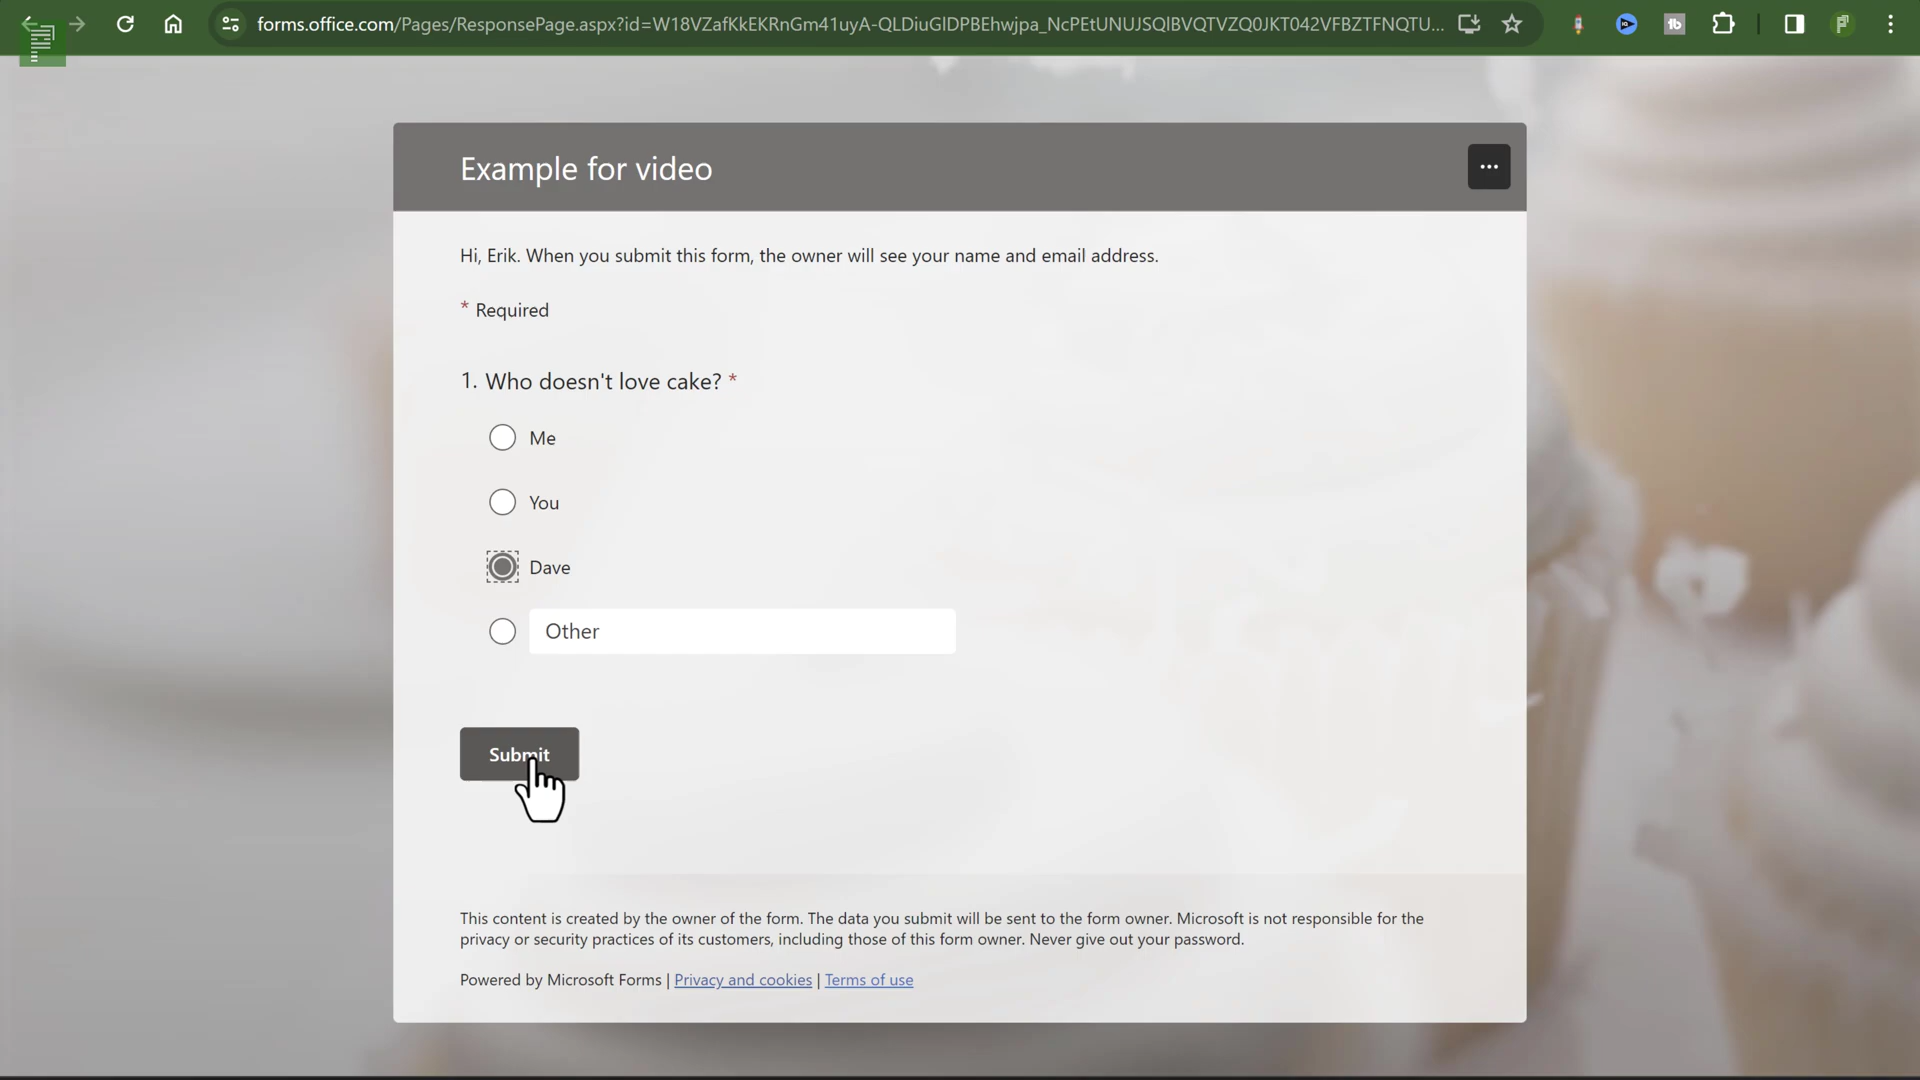 forms.office.com/Pages/ResponsePage.aspx?id=W18VZafKkEKRnGm41uyA-QLDiuGlDPBEhwjpa_NcPEtUNUJSQlBVQTVZQ0JKT042VFBZTFNQTU...
Example for video
Hi, Erik. When you submit this form, the owner will see your name and email address.
* Required
1. Who doesn't love cake? *
Me
You
Dave
Other
Submit
This content is created by the owner of the form. The data you submit will be sent to the form owner. Microsoft is not responsible for the
privacy or security practices of its customers, including those of this form owner. Never give out your password.
Powered by Microsoft Forms | Privacy and cookies | Terms of use